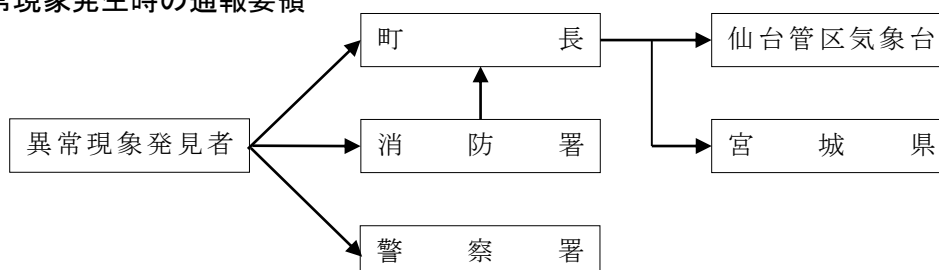 常現象発生時の通報要領
町長
仙台管区気象台
異常現象発見者
消防署
宮城県
警察署